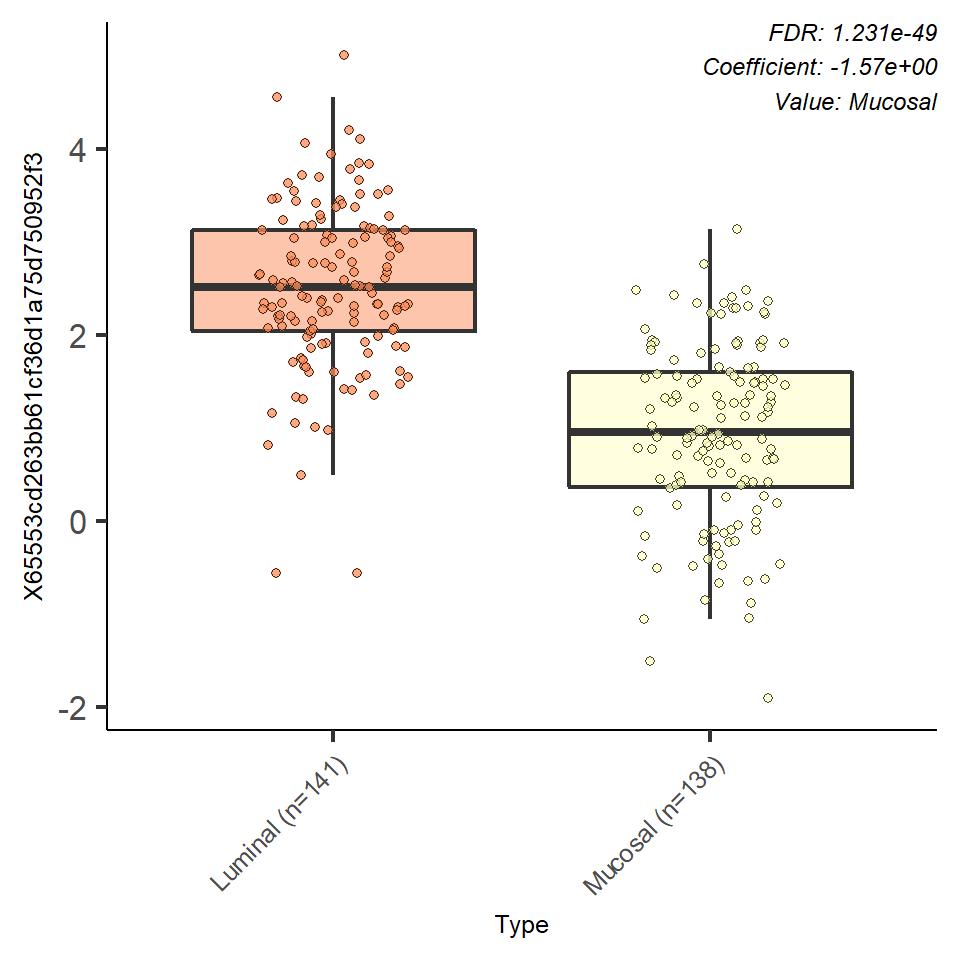 FDR: 1.231e-49
Coefficient: -1.57e+00
Value: Mucosal
X65553cd263bb61cf36d1a75d750952f3
4
2
0
-2
Luminal (n=141)
Mucosal (n=138)
Type